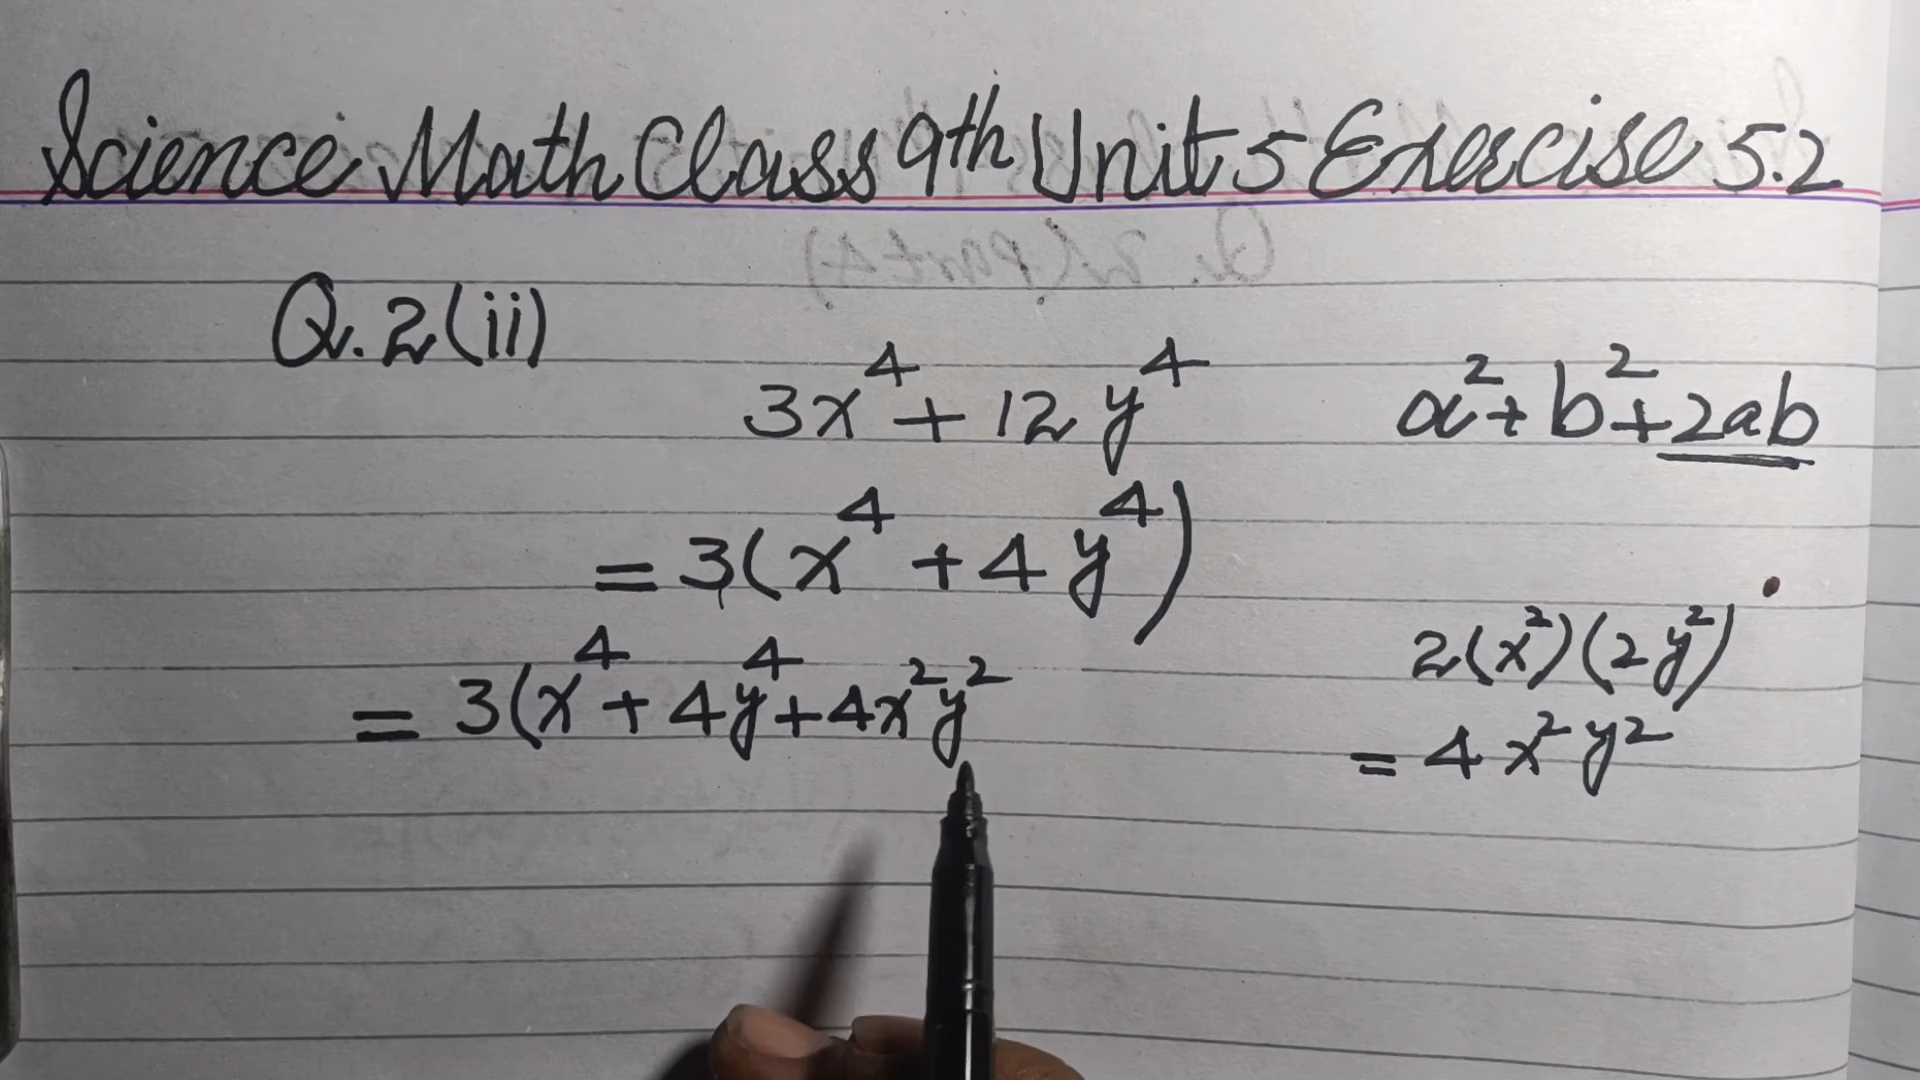 Science Math Class 9th Unit 5 Exercise 5.2
Q. 2(ii)
3x⁴ + 12y⁴
a² + b² + 2ab
= 3(x⁴ + 4y⁴)
2(x²)(2y²)
= 3(x⁴ + 4y⁴ + 4x²y²
= 4x²y²